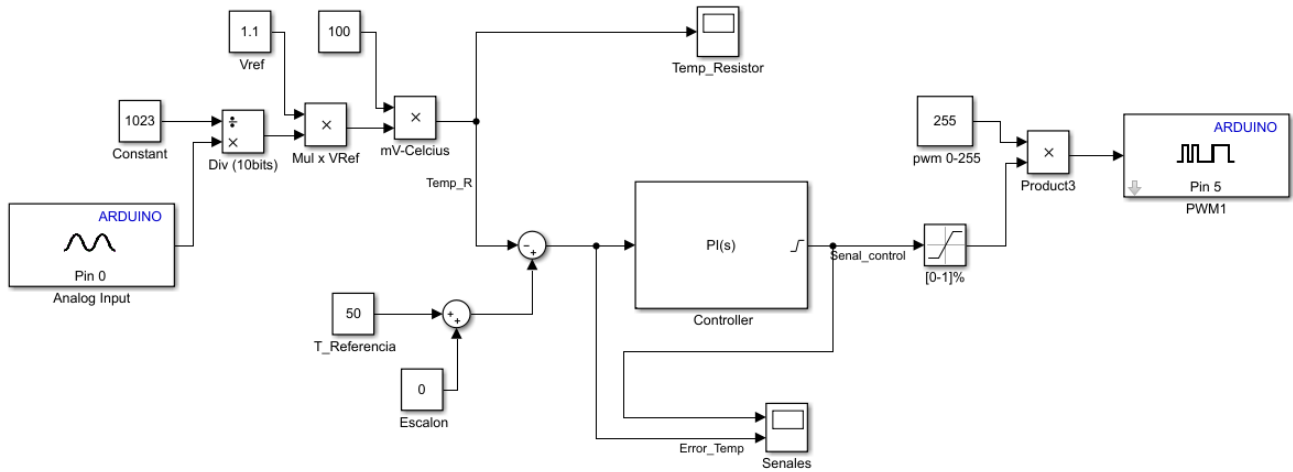 1.1
Vref
100
Temp_Resistor
1023
Constant
÷
×
Div (10bits)
×
Mul x VRef
×
mV-Celcius
255
pwm 0-255
×
Product3
ARDUINO
Pin 5
PWM1
Temp_R
ARDUINO
Pin 0
Analog Input
−
+
PI(s)
Controller
Senal_control
[0-1]%
50
T_Referencia
+
+
0
Escalon
Error_Temp
Senales